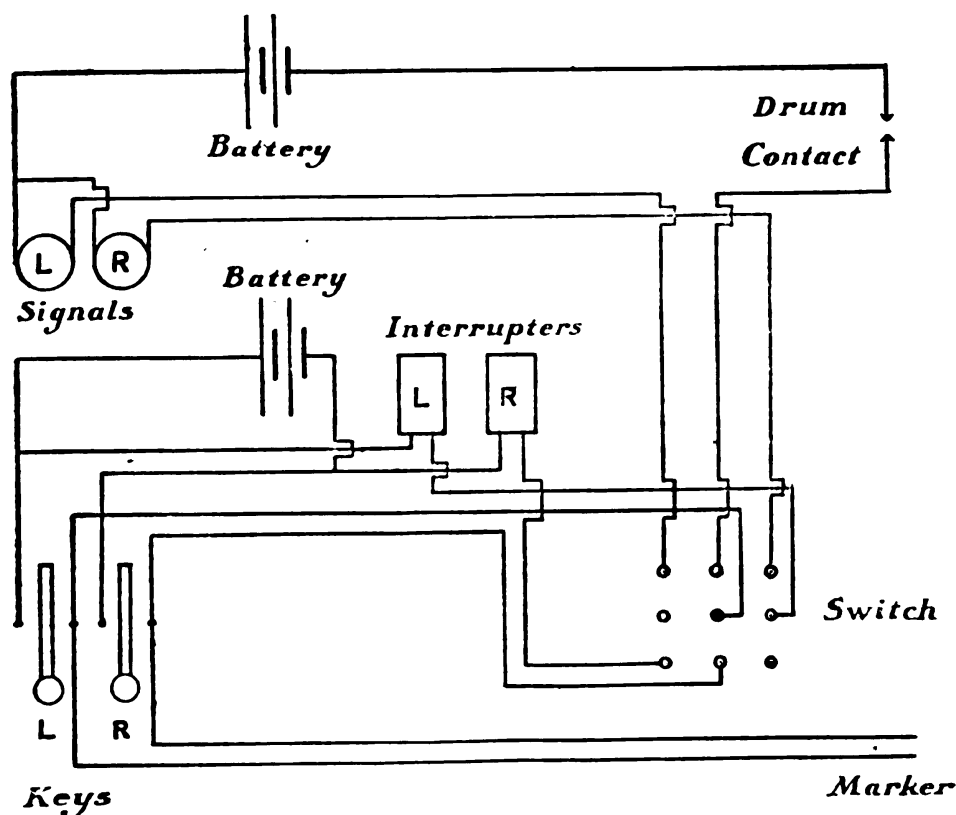 Battery
Drum
Contact
L R
Signals
Battery
Interrupters
L R
Switch
L R
Keys
Marker